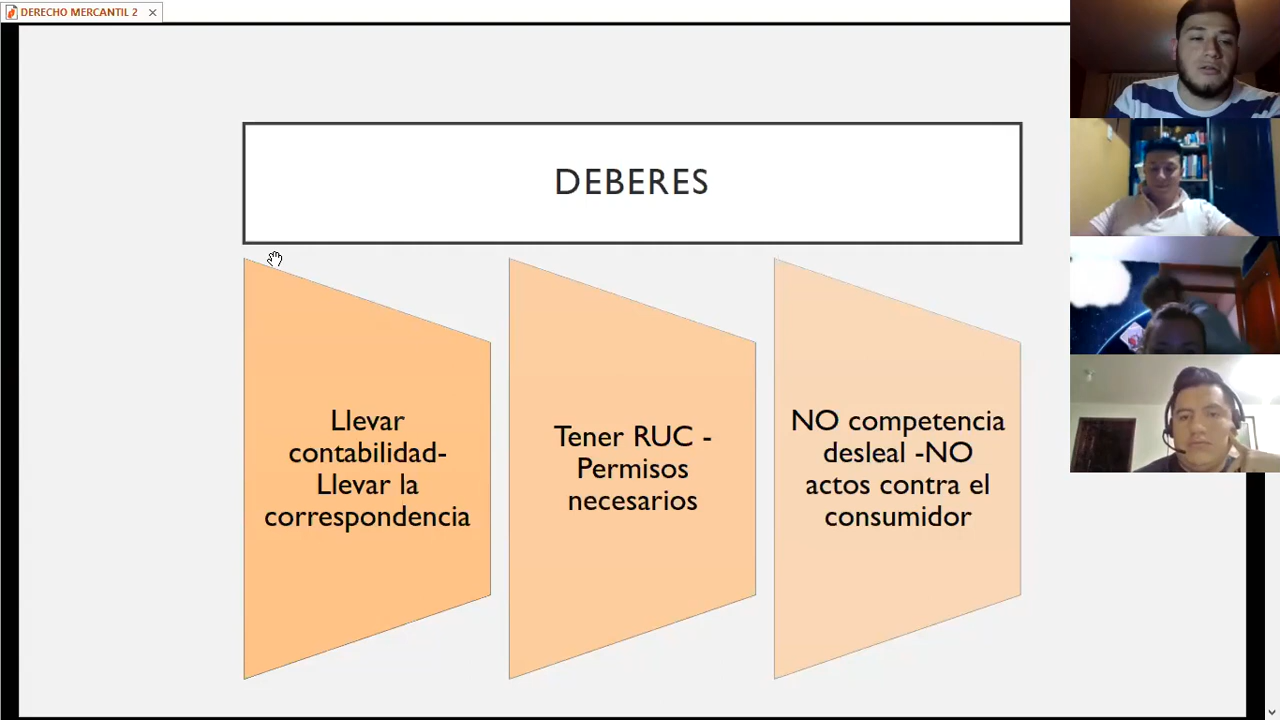 DERECHO MERCANTIL 2
DEBERES
Llevar
contabilidad-
Llevar la
correspondencia
Tener RUC -
Permisos
necesarios
NO competencia
desleal -NO
actos contra el
consumidor